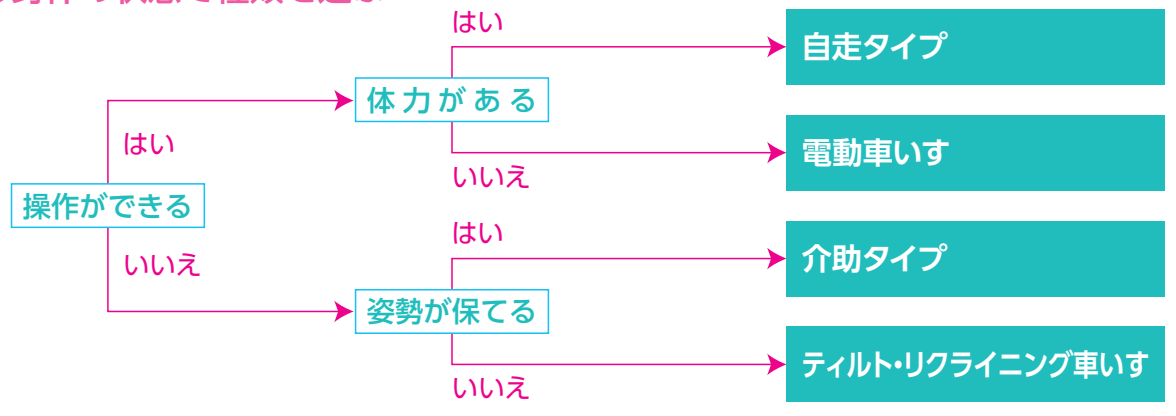 はい
自走タイプ
体力がある
はい
いいえ
電動車いす
操作ができる
はい
いいえ
介助タイプ
姿勢が保てる
いいえ
ティルト・リクライニング車いす